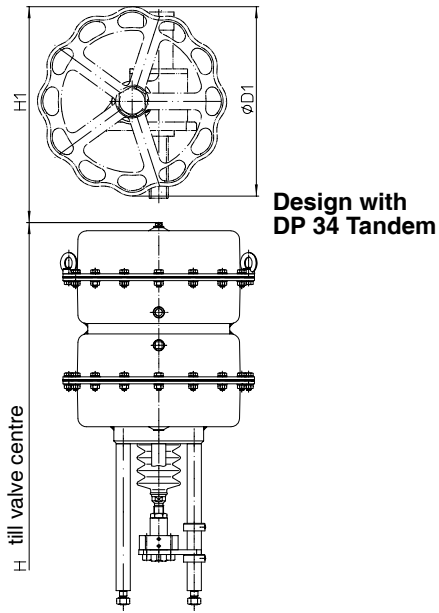 H1
ØD1
Design with
DP 34 Tandem
H till valve centre